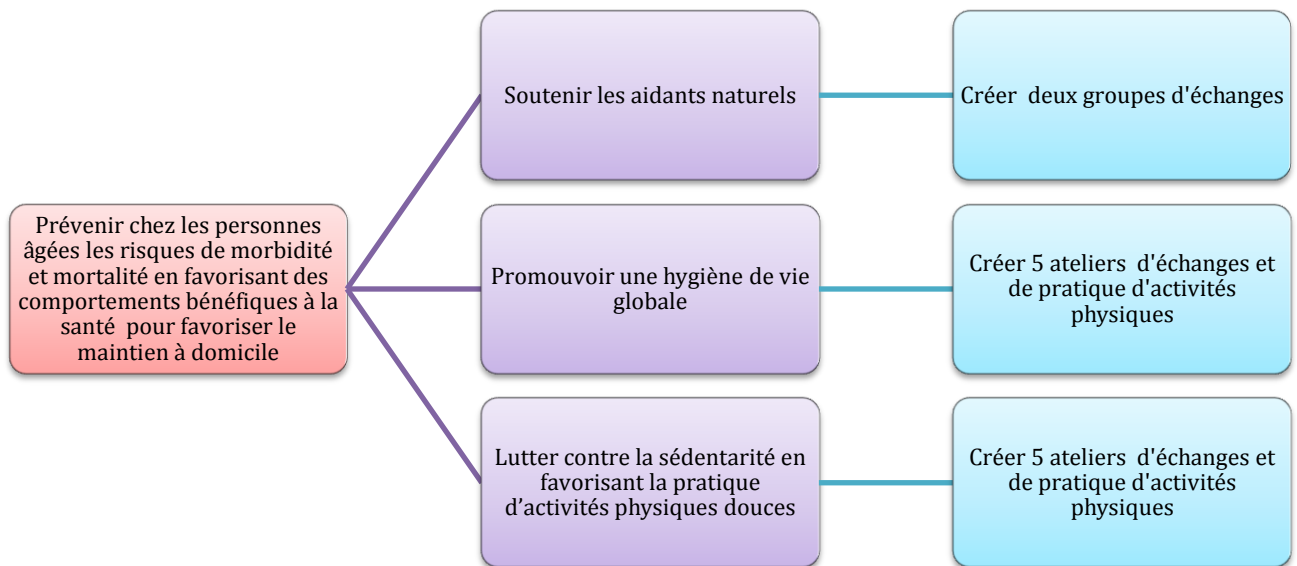 Prévenir chez les personnes
âgées les risques de morbidité
et mortalité en favorisant des
comportements bénéfiques à la
santé pour favoriser le
maintien à domicile
Soutenir les aidants naturels
Créer deux groupes d'échanges
Promouvoir une hygiène de vie
globale
Créer 5 ateliers d'échanges et
de pratique d'activités
physiques
Lutter contre la sédentarité en
favorisant la pratique
d’activités physiques douces
Créer 5 ateliers d'échanges et
de pratique d'activités
physiques